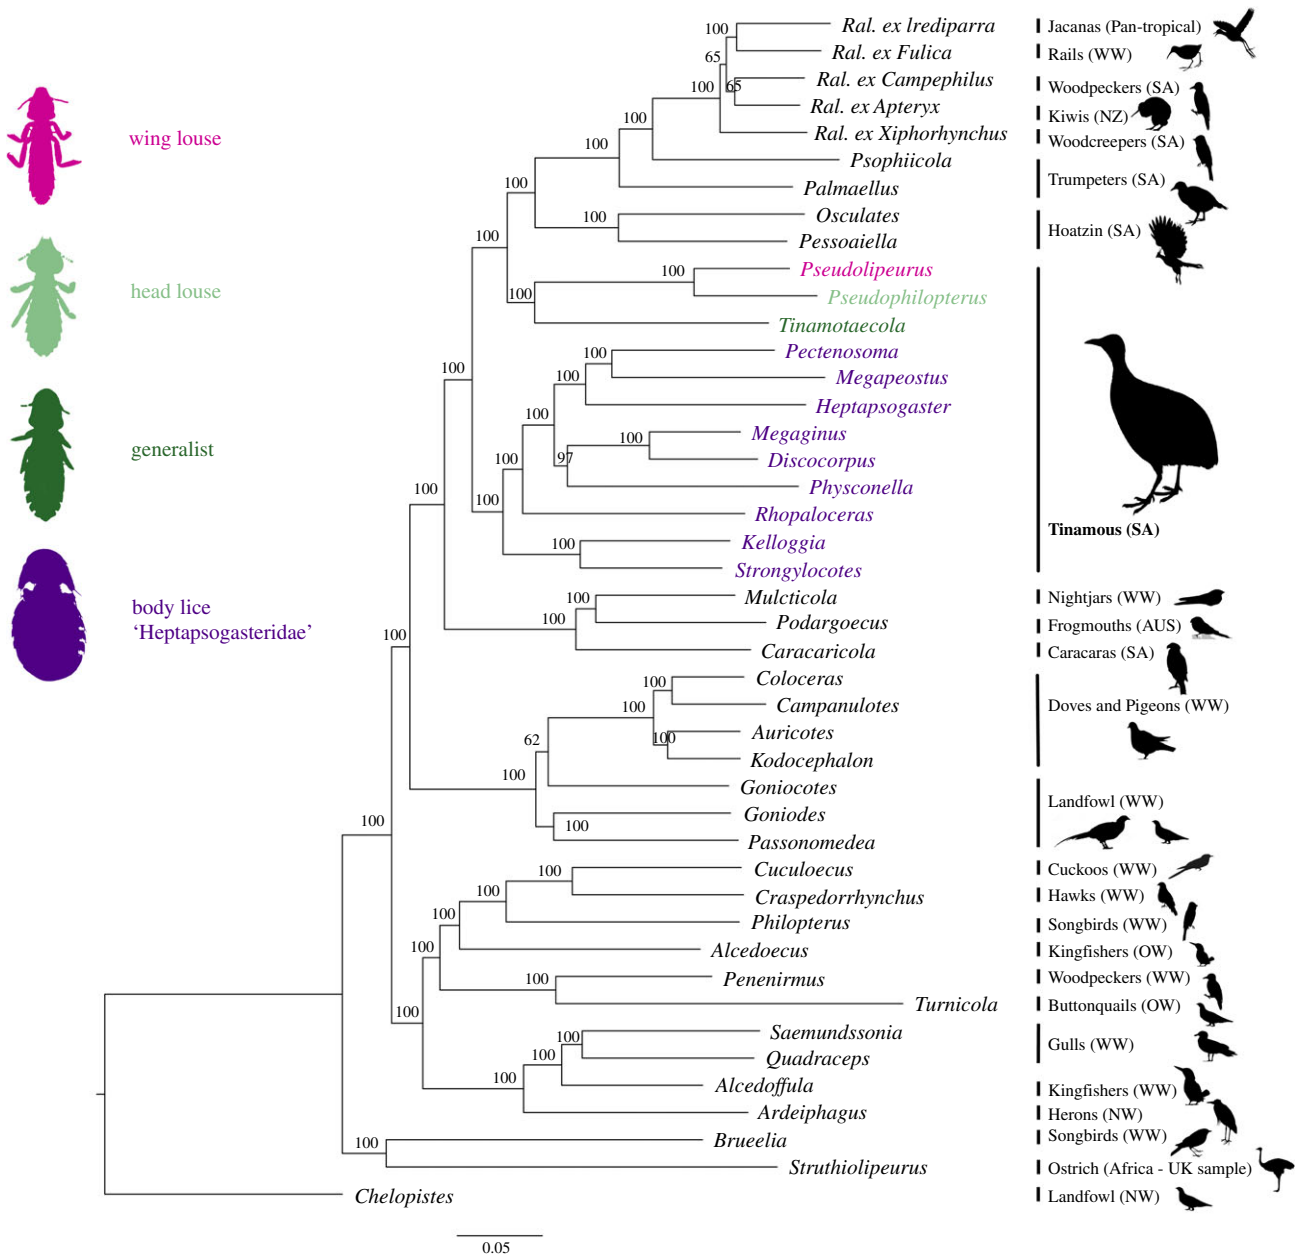 wing louse
head louse
generalist
body lice
‘Heptapsogasteridae’
Ral. ex lrediparra
Ral. ex Fulica
Ral. ex Campephilus
Ral. ex Apteryx
Ral. ex Xiphorhynchus
Psophiicola
Palmaellus
Osculates
Pessoaiella
Pseudolipeurus
Pseudophilopterus
Tinamotaecola
Pectenosoma
Megapeostus
Heptapsogaster
Megaginus
Discocorpus
Physconella
Rhopaloceras
Kelloggia
Strongylocotes
Mulcticola
Podargoecus
Caracaricola
Coloceras
Campanulotes
Auricotes
Kodocephalon
Goniocotes
Goniodes
Passonomedea
Cuculoecus
Craspedorrhynchus
Philopterus
Alcedoecus
Penenirmus
Turnicola
Saemundssonia
Quadraceps
Alcedoffula
Ardeiphagus
Brueelia
Struthiolipeurus
Chelopistes
100
65
65
100
100
100
100
100
100
100
100
100
100
100
100
97
100
100
100
100
100
100
100
100
100
100
100
100
62
100
100
100
100
100
100
100
100
100
100
100
100
100
100
0.05
Jacanas (Pan-tropical)
Rails (WW)
Woodpeckers (SA)
Kiwis (NZ)
Woodcreepers (SA)
Trumpeters (SA)
Hoatzin (SA)
Tinamous (SA)
Nightjars (WW)
Frogmouths (AUS)
Caracaras (SA)
Doves and Pigeons (WW)
Landfowl (WW)
Cuckoos (WW)
Hawks (WW)
Songbirds (WW)
Kingfishers (OW)
Woodpeckers (WW)
Buttonquails (OW)
Gulls (WW)
Kingfishers (WW)
Herons (NW)
Songbirds (WW)
Ostrich (Africa - UK sample)
Landfowl (NW)